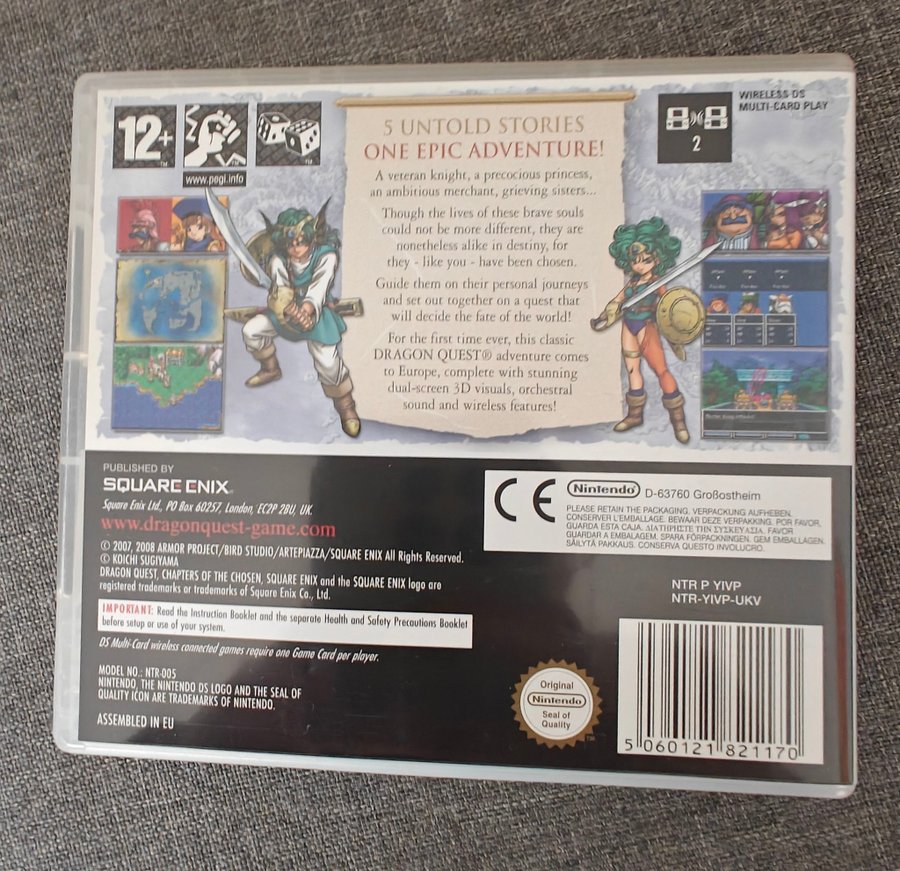 12+
www.pegi.info
5 UNTOLD STORIES
ONE EPIC ADVENTURE!
A veteran knight, a precocious princess,
an ambitious merchant, grieving sisters...
Though the lives of these brave souls
could not be more different, they are
nonetheless alike in destiny, for
they - like you - have been chosen.
Guide them on their personal journeys
and set out together on a quest that
will decide the fate of the world!
For the first time ever, this classic
DRAGON QUEST® adventure comes
to Europe, complete with stunning
dual-screen 3D visuals, orchestral
sound and wireless features!
2
WIRELESS DS
MULTI-CARD PLAY
PUBLISHED BY
SQUARE ENIX
Square Enix Ltd., PO Box 60257, London, EC2P 2BU, UK.
www.dragonquest-game.com
© 2007, 2008 ARMOR PROJECT/BIRD STUDIO/ARTEPIAZZA/SQUARE ENIX All Rights Reserved.
© KOICHI SUGIYAMA
DRAGON QUEST, CHAPTERS OF THE CHOSEN, SQUARE ENIX and the SQUARE ENIX logo are
registered trademarks or trademarks of Square Enix Co., Ltd.
IMPORTANT: Read the Instruction Booklet and the separate Health and Safety Precautions Booklet
before setup or use of your system.
DS Multi-Card wireless connected games require one Game Card per player.
MODEL NO.: NTR-005
NINTENDO, THE NINTENDO DS LOGO AND THE SEAL OF
QUALITY ICON ARE TRADEMARKS OF NINTENDO.
ASSEMBLED IN EU
CE
Nintendo D-63760 Großostheim
PLEASE RETAIN THE PACKAGING. VERPACKUNG AUFHEBEN.
CONSERVER L'EMBALLAGE. BEWAAR DEZE VERPAKKING. POR FAVOR,
GUARDA ESTA CAJA. ΔΙΑΤΗΡΗΣΤΕ ΤΗΝ ΣΥΣΚΕΥΑΣΙΑ. FAVOR
GUARDAR A EMBALAGEM. SPARA FÖRPACKNINGEN. GEM EMBALLAGEN.
SÄILYTÄ PAKKAUS. CONSERVA QUESTO INVOLUCRO.
NTR P YIVP
NTR-YIVP-UKV
Original
Nintendo
Seal of
Quality
TM
5 060121 821170